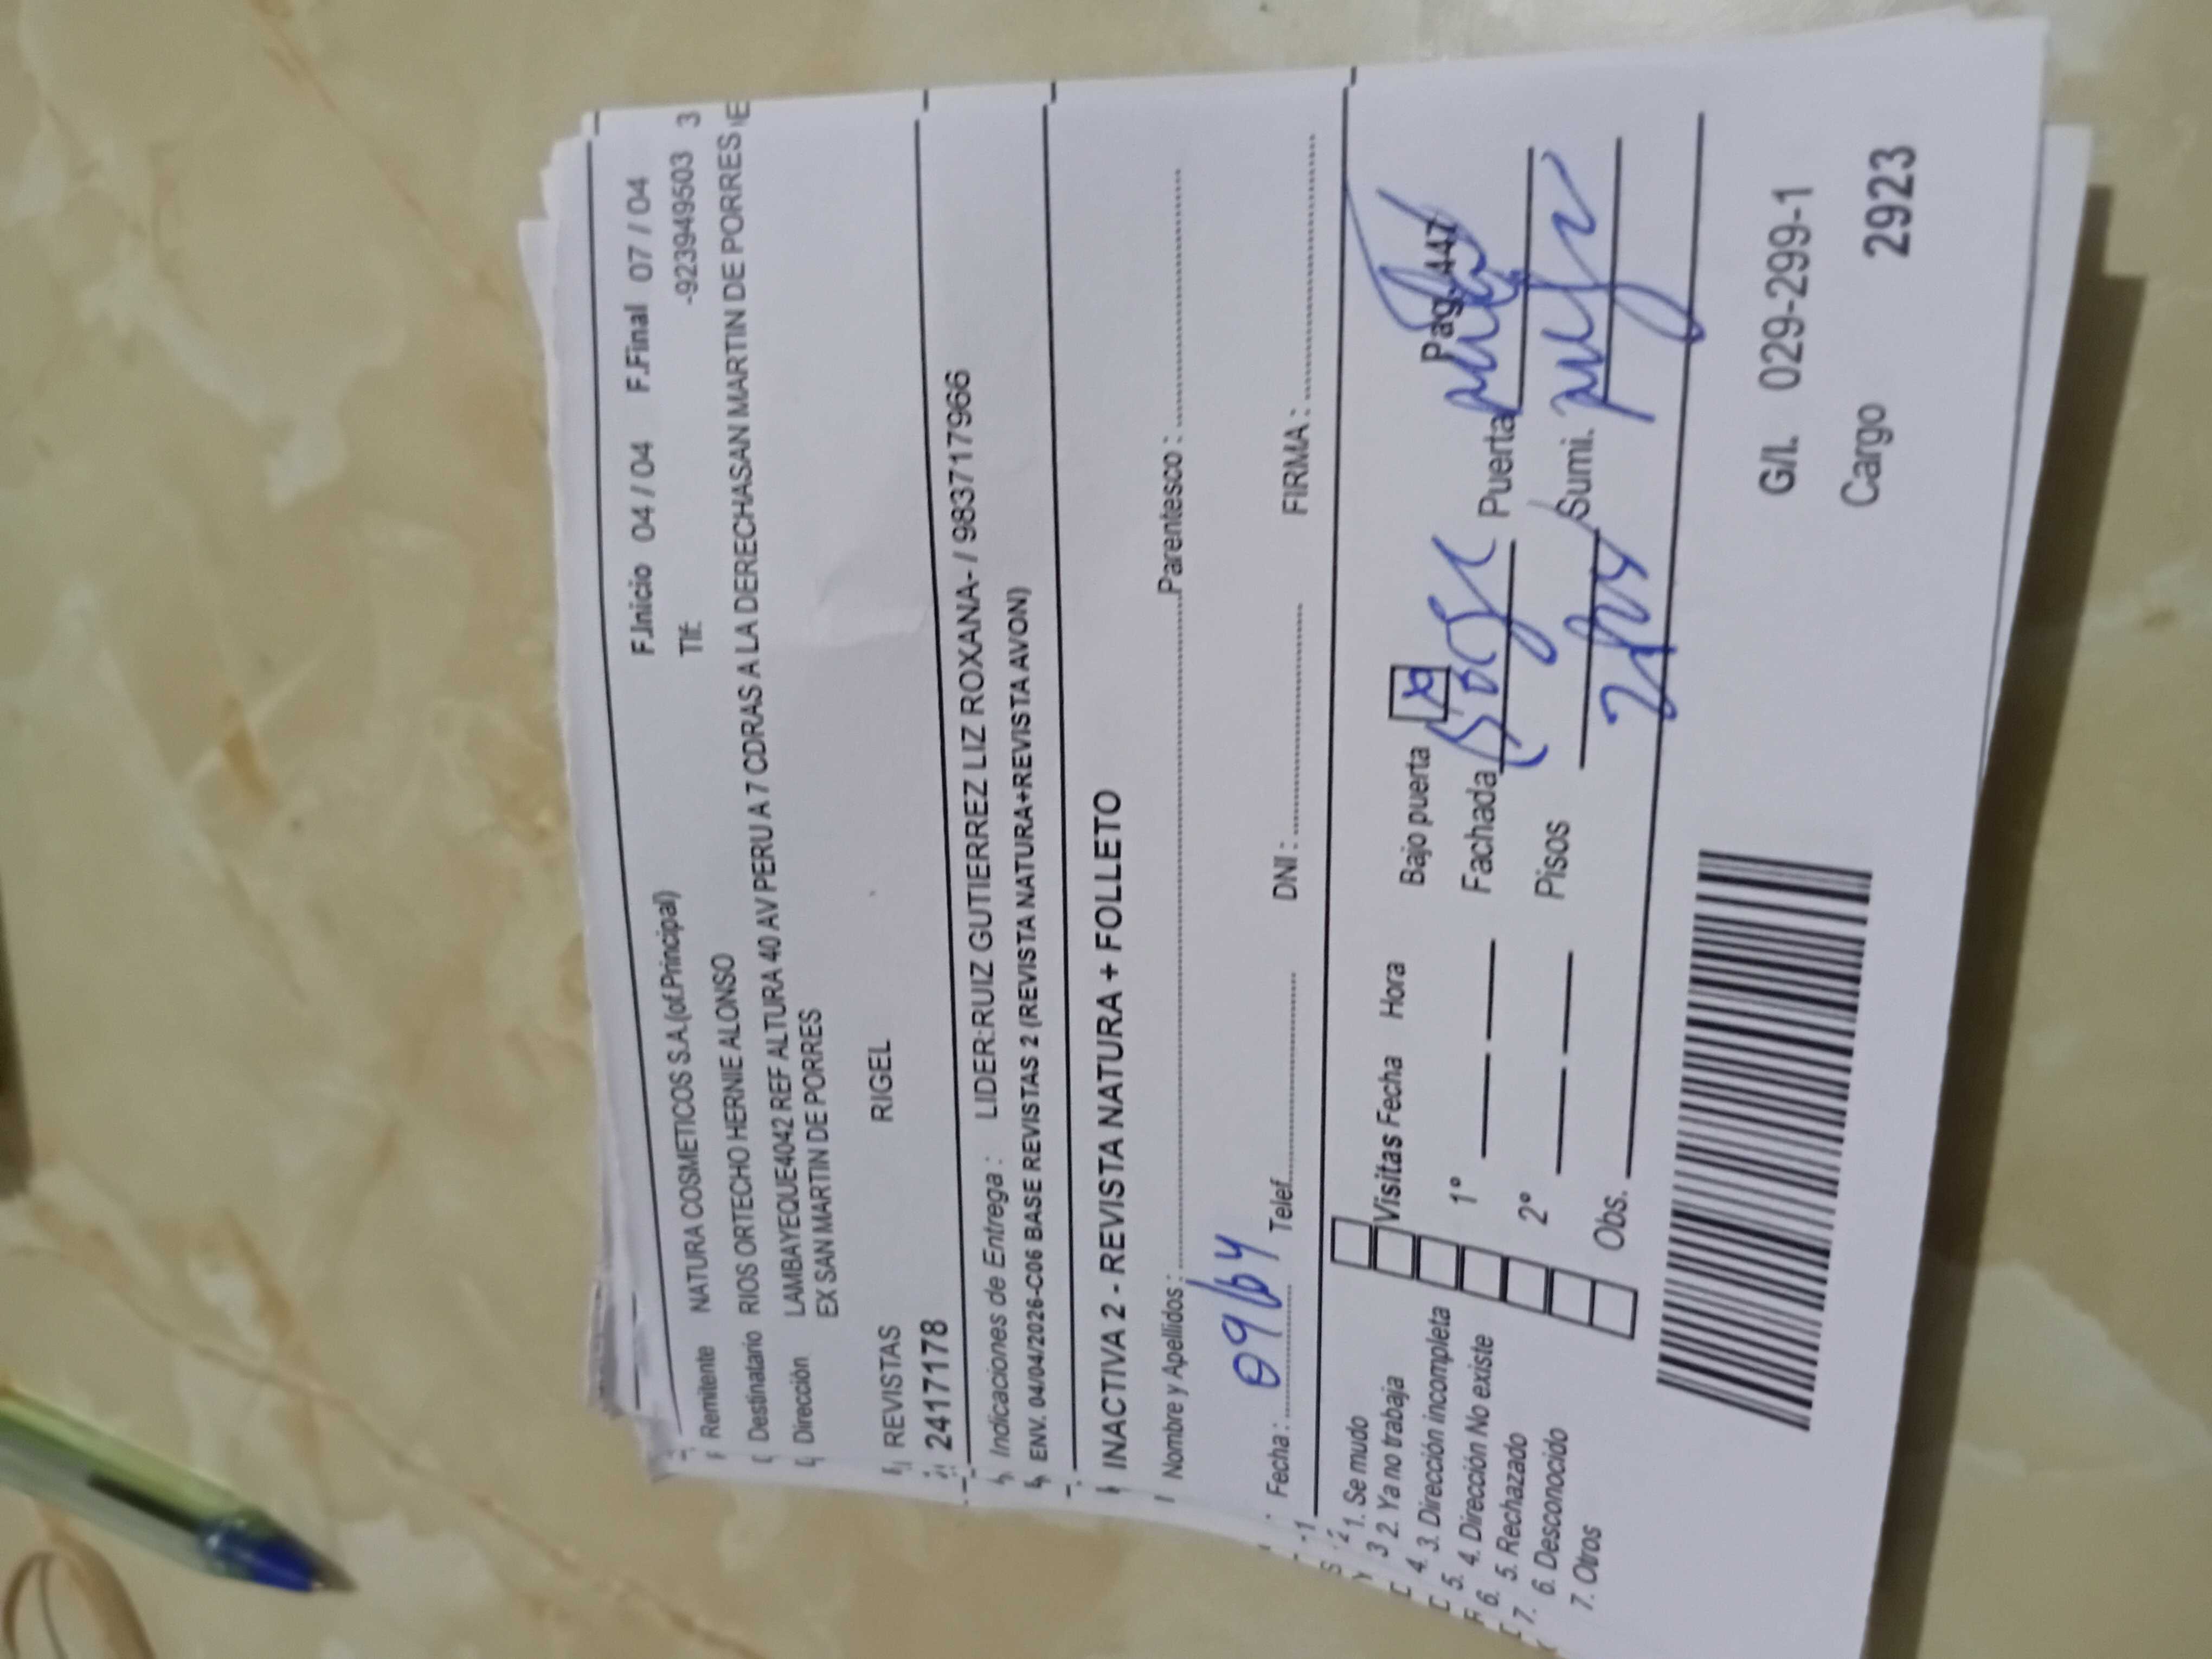 F.Inicio 04 / 04 F.Final 07 / 04
Remitente NATURA COSMETICOS S.A.(of.Principal) Tlf: -923949503 3
Destinatario RIOS ORTECHO HERNIE ALONSO
Dirección LAMBAYEQUE4042 REF ALTURA 40 AV PERU A 7 CDRAS A LA DERECHASAN MARTIN DE PORRES
EX SAN MARTIN DE PORRES
REVISTAS RIGEL
2417178
Indicaciones de Entrega : LIDER:RUIZ GUTIERREZ LIZ ROXANA- / 983717966
ENV. 04/04/2026-C06 BASE REVISTAS 2 (REVISTA NATURA+REVISTA AVON)
INACTIVA 2 - REVISTA NATURA + FOLLETO
Nombre y Apellidos : Parentesco :
Fecha : 09/04 Telef. DNI : FIRMA :
1. Se mudo
2. Ya no trabaja
3. Dirección incompleta
4. Dirección No existe
5. Rechazado
6. Desconocido
7. Otros
Visitas Fecha Hora Bajo puerta Pag. 447
1° Fachada Puerta
2° Pisos Sumi.
Obs.
G/I. 029-299-1
Cargo 2923